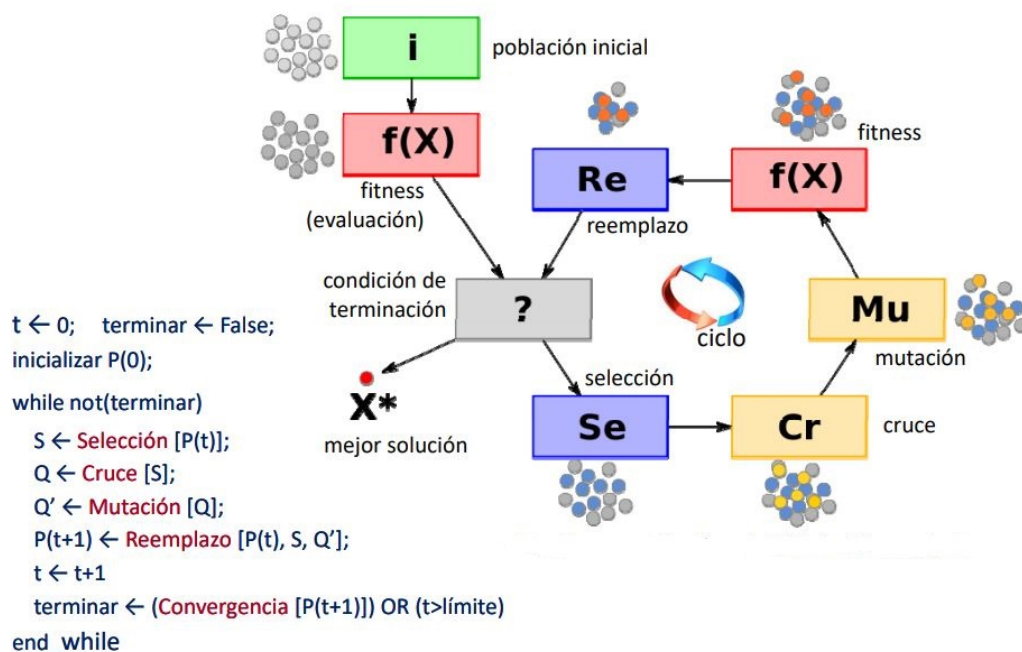 i
población inicial
f(X)
fitness
(evaluación)
fitness
f(X)
Re
reemplazo
condición de
terminación
?
ciclo
Mu
mutación
selección
Se
Cr
cruce
X*
mejor solución
t ← 0; terminar ← False;
inicializar P(0);
while not(terminar)
S ← Selección [P(t)];
Q ← Cruce [S];
Q’ ← Mutación [Q];
P(t+1) ← Reemplazo [P(t), S, Q’];
t ← t+1
terminar ← (Convergencia [P(t+1)]) OR (t>límite)
end while